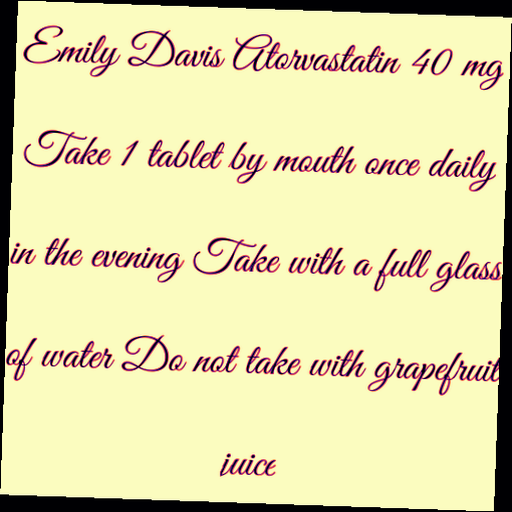 Emily Davis Atorvastatin 40 mg
Take 1 tablet by mouth once daily
in the evening Take with a full glass
of water Do not take with grapefruit
juice